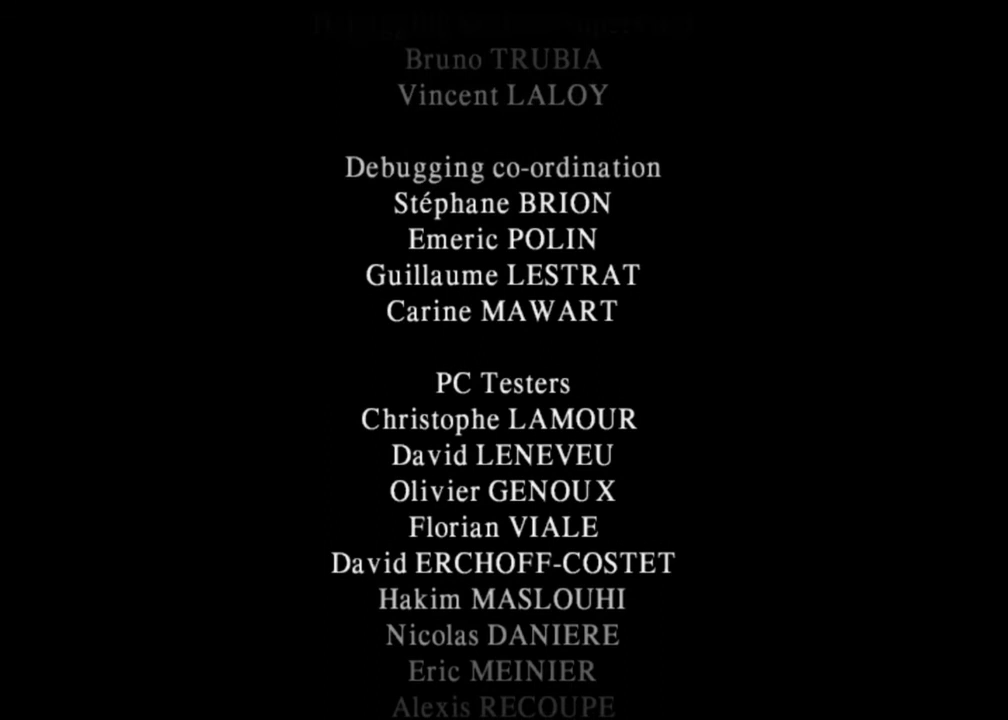 Bruno TRUBIA
Vincent LALOY
Debugging co-ordination
Stéphane BRION
Emeric POLIN
Guillaume LESTRAT
Carine MAWART
PC Testers
Christophe LAMOUR
David LENEVEU
Olivier GENOUX
Florian VIALE
David ERCHOFF-COSTET
Hakim MASLOUHI
Nicolas DANIERE
Eric MEINIER
Alexis RECOUPE